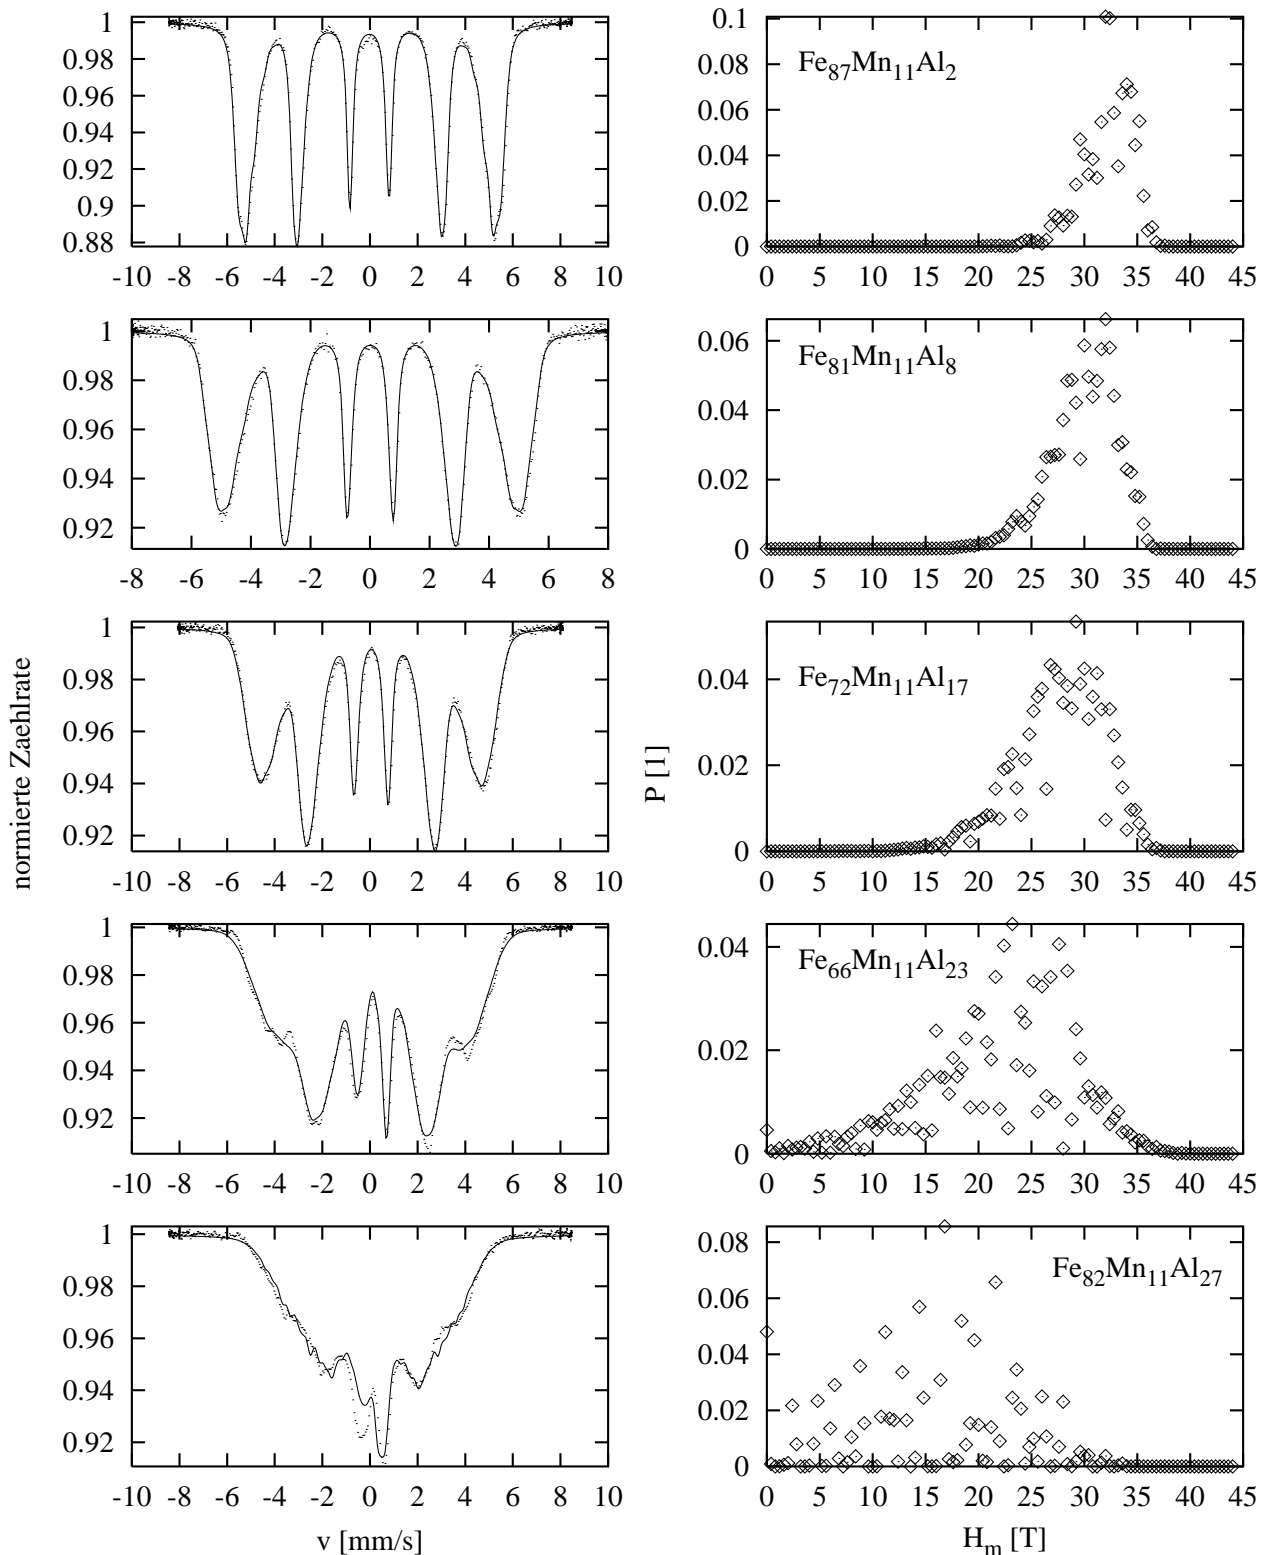 1
0.98
0.96
0.94
0.92
0.9
0.88
-10 -8 -6 -4 -2 0 2 4 6 8 10
0.1
0.08
0.06
0.04
0.02
0
Fe87Mn11Al2
0 5 10 15 20 25 30 35 40 45
1
0.98
0.96
0.94
0.92
-8 -6 -4 -2 0 2 4 6 8
0.06
0.04
0.02
0
Fe81Mn11Al8
0 5 10 15 20 25 30 35 40 45
normierte Zaehlrate
1
0.98
0.96
0.94
0.92
-10 -8 -6 -4 -2 0 2 4 6 8 10
P [1]
0.04
0.02
0
Fe72Mn11Al17
0 5 10 15 20 25 30 35 40 45
1
0.98
0.96
0.94
0.92
-10 -8 -6 -4 -2 0 2 4 6 8 10
0.04
0.02
0
Fe66Mn11Al23
0 5 10 15 20 25 30 35 40 45
1
0.98
0.96
0.94
0.92
-10 -8 -6 -4 -2 0 2 4 6 8 10
v [mm/s]
0.08
0.06
0.04
0.02
0
Fe82Mn11Al27
0 5 10 15 20 25 30 35 40 45
Hm [T]